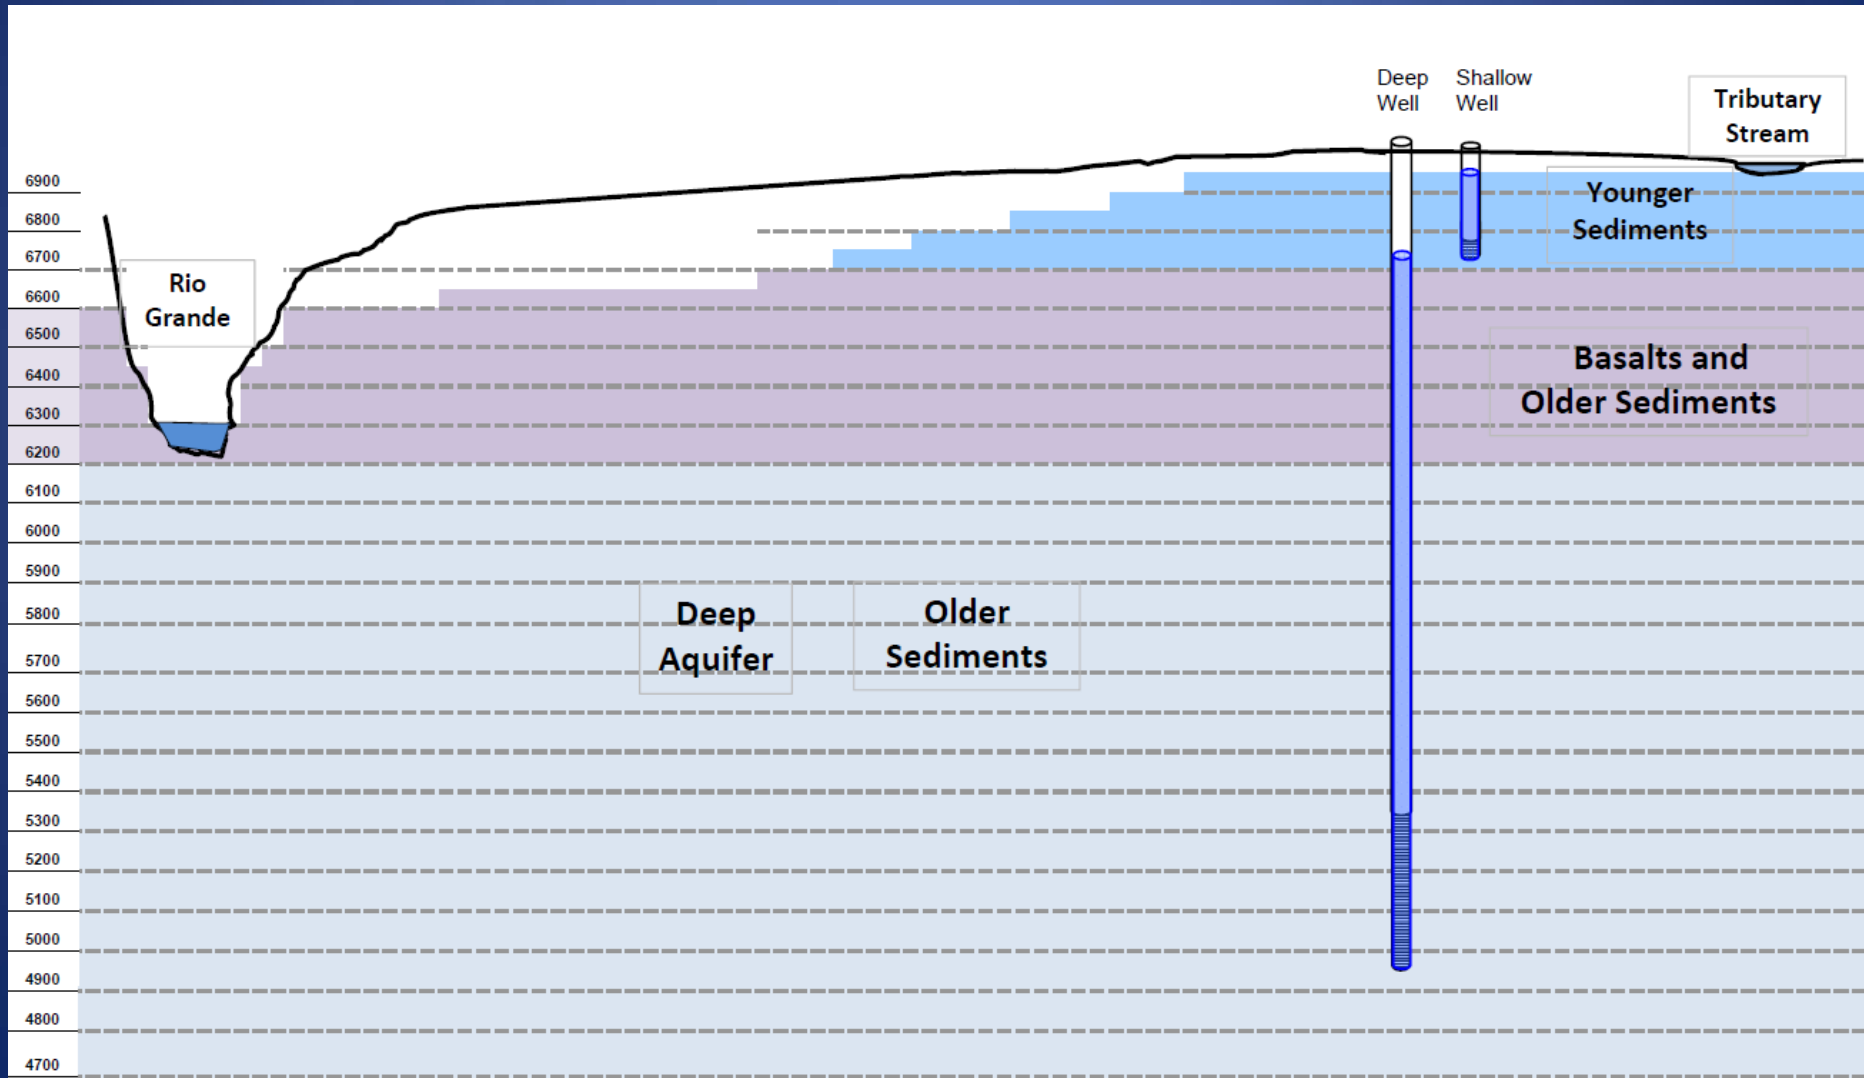 Deep
Well
Shallow
Well
Tributary
Stream
6900
6800
6700
6600
6500
6400
6300
6200
6100
6000
5900
5800
5700
5600
5500
5400
5300
5200
5100
5000
4900
4800
4700
Rio
Grande
Younger
Sediments
Basalts and
Older Sediments
Deep
Aquifer
Older
Sediments